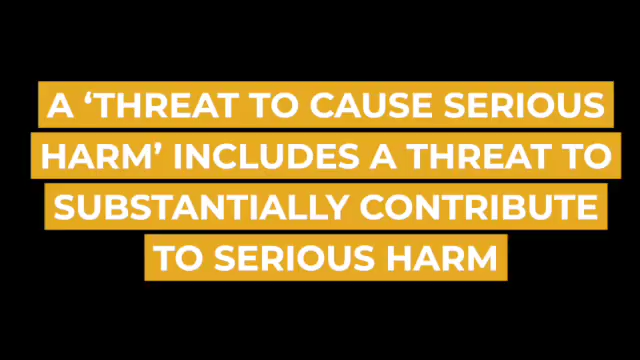 A ‘THREAT TO CAUSE SERIOUS
HARM’ INCLUDES A THREAT TO
SUBSTANTIALLY CONTRIBUTE
TO SERIOUS HARM